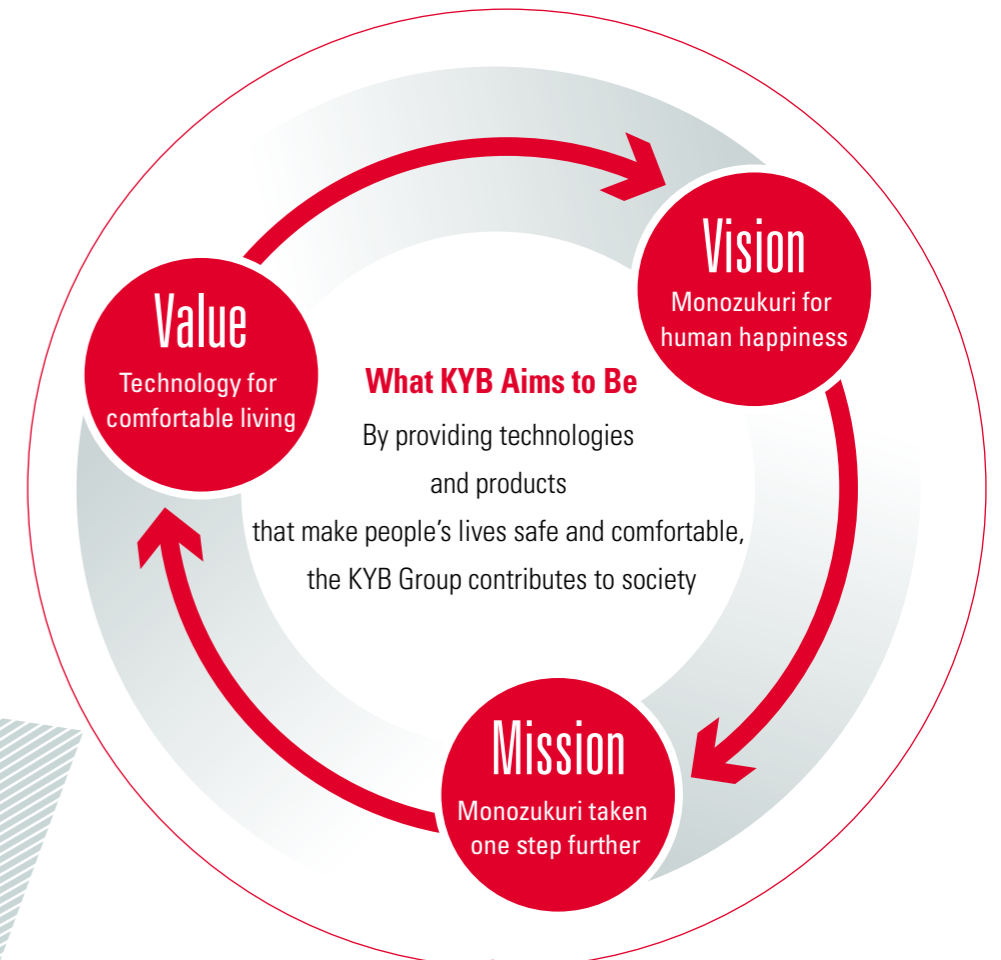 Vision
Monozukuri for
human happiness
Value
Technology for
comfortable living
What KYB Aims to Be
By providing technologies
and products
that make people’s lives safe and comfortable,
the KYB Group contributes to society
Mission
Monozukuri taken
one step further